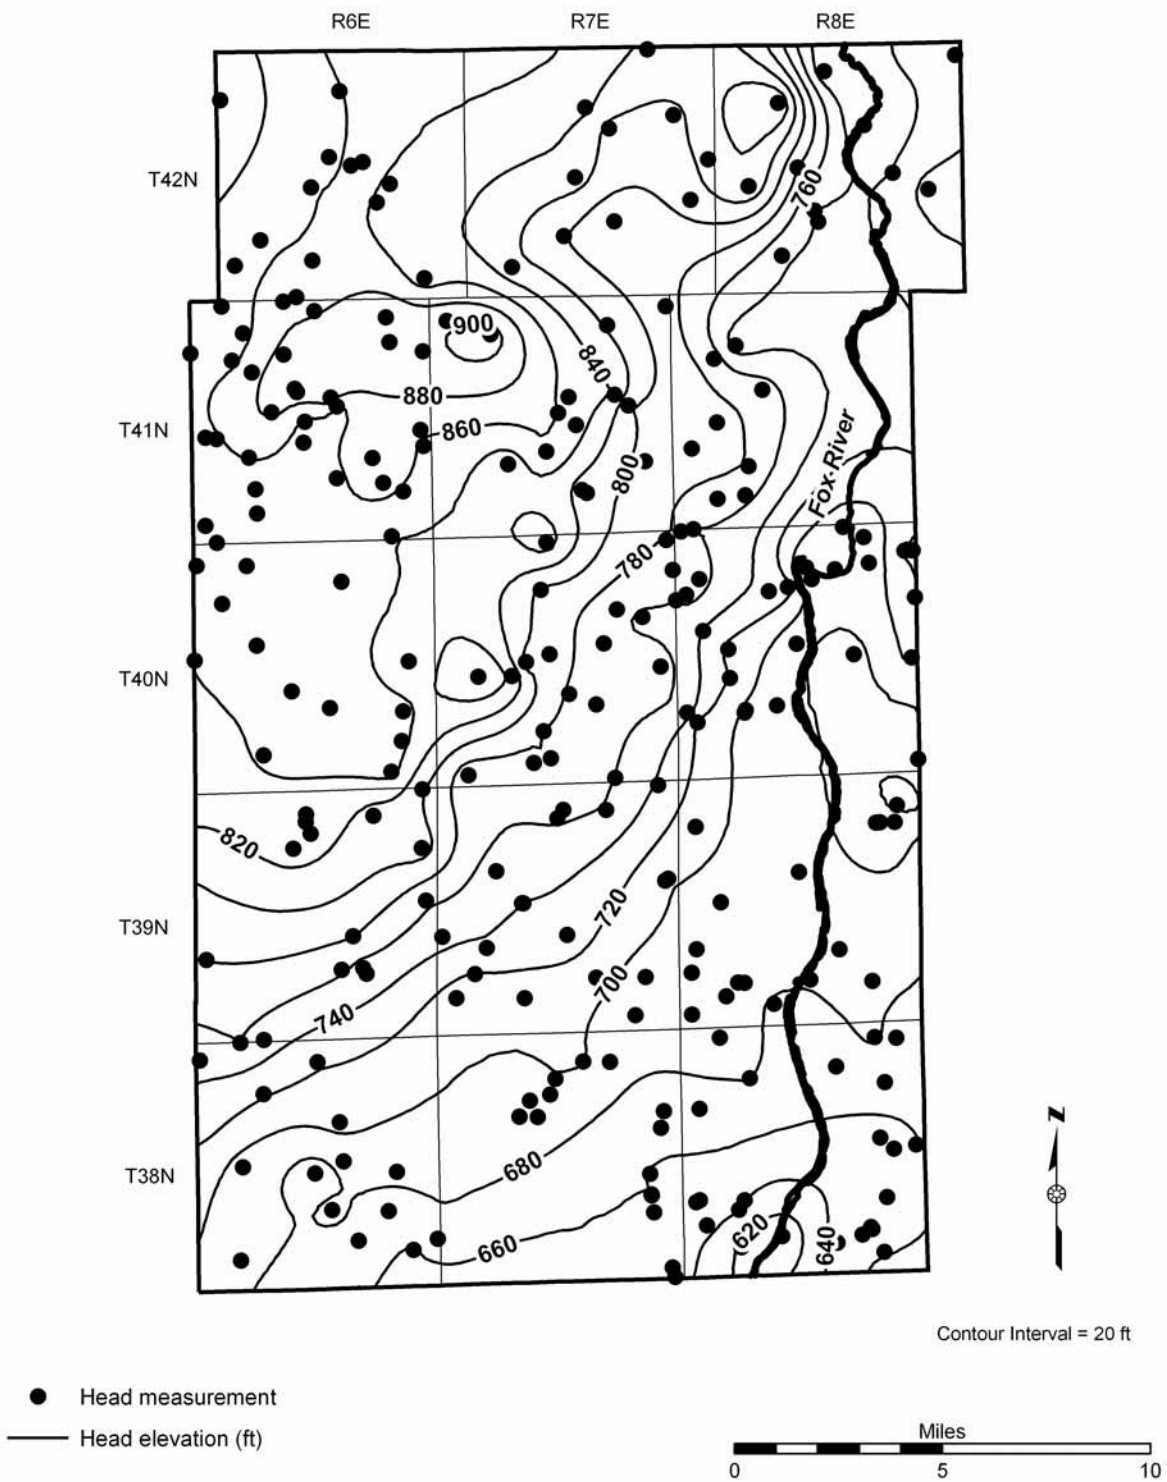 R6E R7E R8E
T42N
760
900
840
880
T41N
860
Fox River
800
780
T40N
820
720
T39N
700
740
T38N
680
620
640
660
N
Contour Interval = 20 ft
Head measurement
Head elevation (ft)
Miles
0 5 10